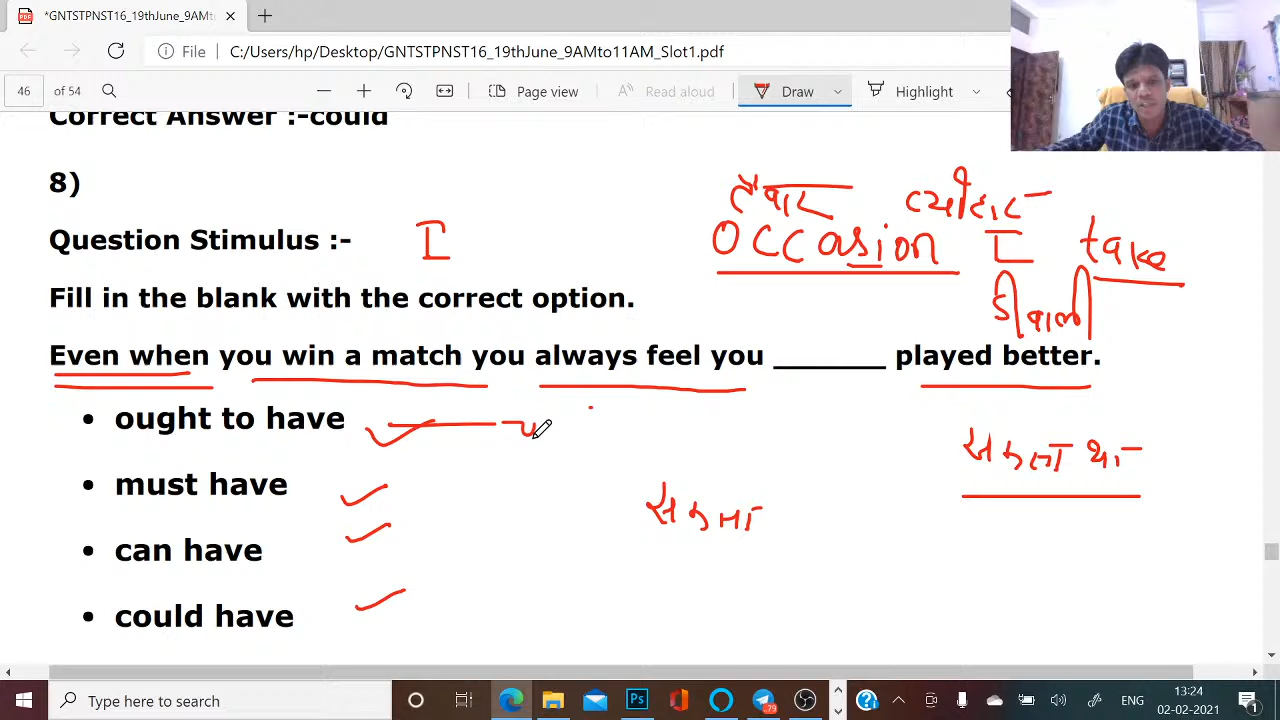 *GNTSTPNST16_19thJune_9AMto
File C:/Users/hp/Desktop/GNTSTPNST16_19thJune_9AMto11AM_Slot1.pdf
46 of 54 Page view Read aloud Draw Highlight
Correct Answer :-could
8)
Question Stimulus :-
I
OCCasion I take
Fill in the blank with the correct option.
Even when you win a match you always feel you ________ played better.
ought to have
must have
can have
could have
Type here to search
79
ENG
13:24
02-02-2021
1